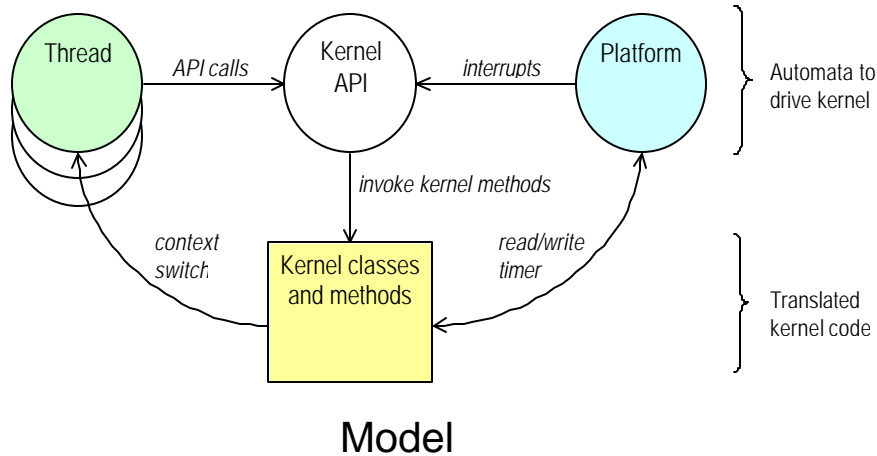 Thread
API calls
Kernel
API
interrupts
Platform
Automata to
drive kernel
invoke kernel methods
context
switch
read/write
timer
Kernel classes
and methods
Translated
kernel code
Model